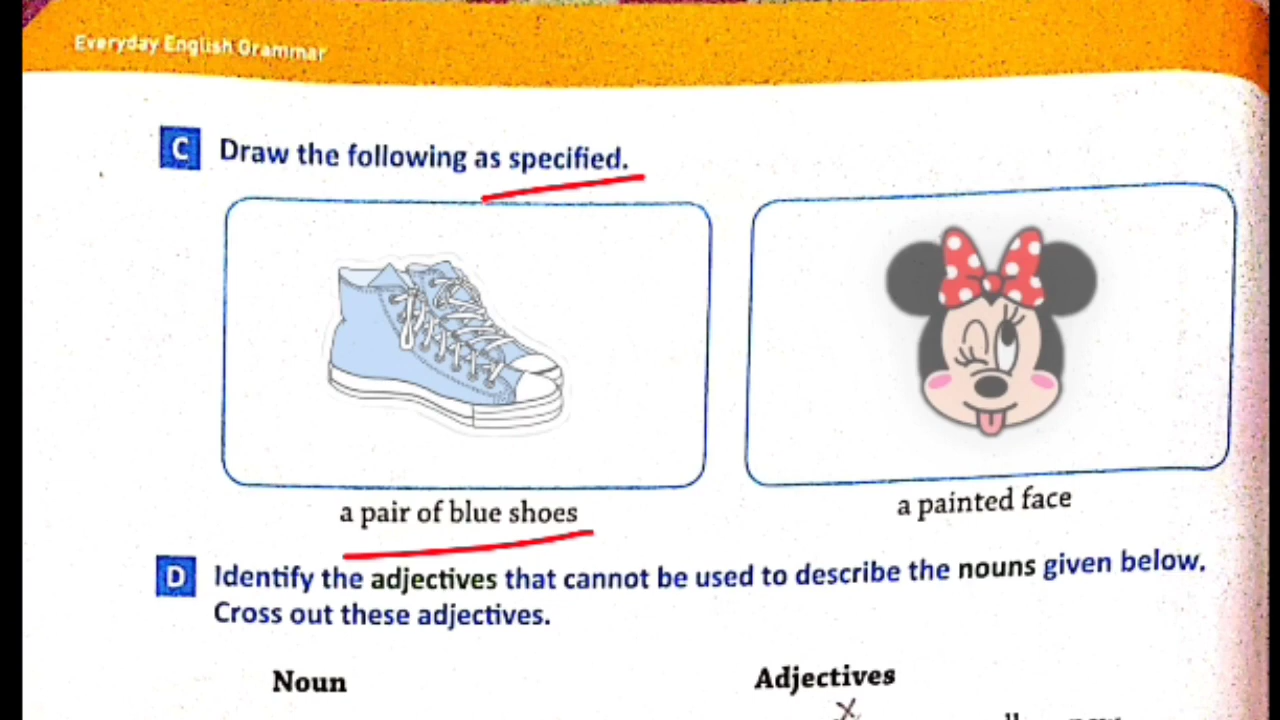 Everyday English Grammar
C Draw the following as specified.
a pair of blue shoes
a painted face
D Identify the adjectives that cannot be used to describe the nouns given below.
Cross out these adjectives.
Noun Adjectives